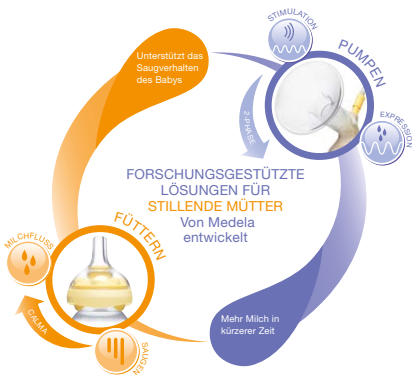 STIMULATION
PUMPEN
Unterstützt das
Saugverhalten
des Babys
2-PHASE
EXPRESSION
FORSCHUNGSGESTÜTZTE
LÖSUNGEN FÜR
STILLENDE MÜTTER
Von Medela
entwickelt
FÜTTERN
MILCHFLUSS
CALMA
SAUGEN
Mehr Milch in
kürzerer Zeit